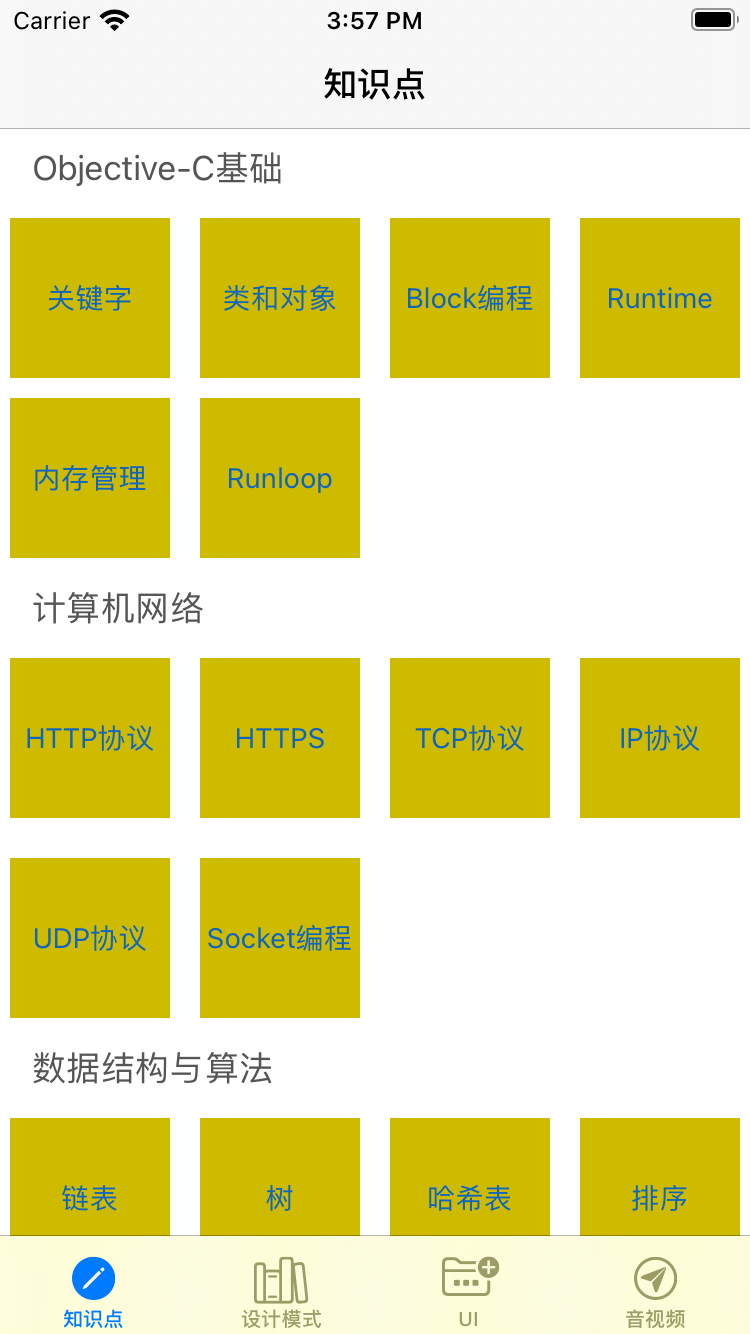 Carrier 3:57 PM
知识点
Objective-C基础
关键字 类和对象 Block编程 Runtime
内存管理 Runloop
计算机网络
HTTP协议 HTTPS TCP协议 IP协议
UDP协议 Socket编程
数据结构与算法
链表 树 哈希表 排序
知识点 设计模式 UI 音视频